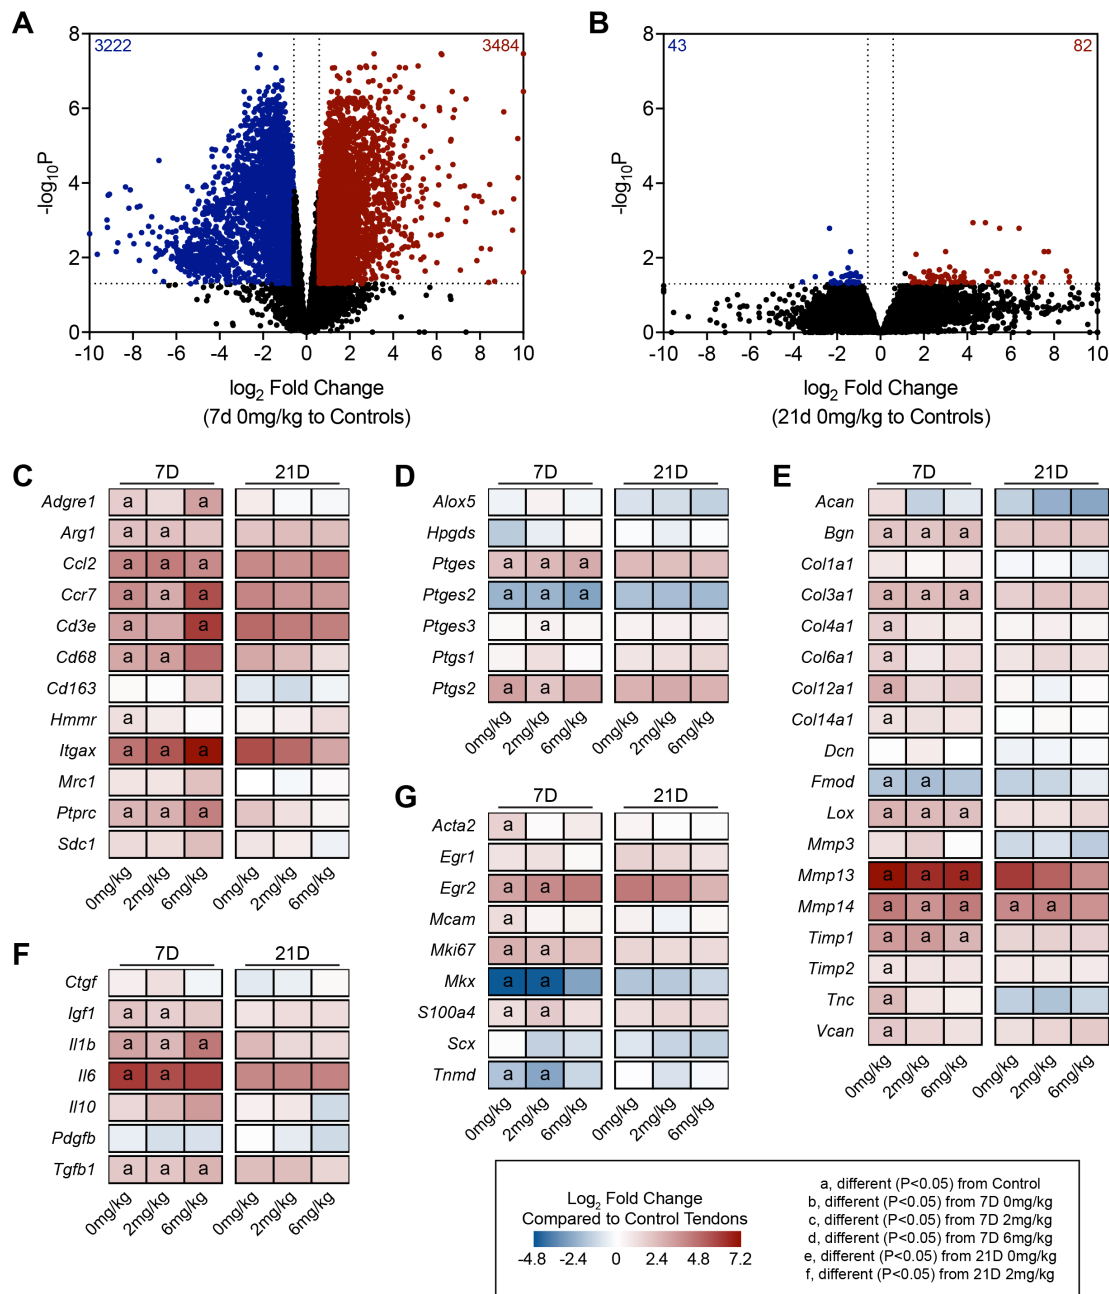 A
3222
3484
8
6
4
2
0
-log10P
-10 -8 -6 -4 -2 0 2 4 6 8 10
log2 Fold Change
(7d 0mg/kg to Controls)
B
43
82
8
6
4
2
0
-log10P
-10 -8 -6 -4 -2 0 2 4 6 8 10
log2 Fold Change
(21d 0mg/kg to Controls)
C
7D 21D
Adgre1 a a
Arg1 a a
Ccl2 a a a
Ccr7 a a a
Cd3e a a
Cd68 a a
Cd163
Hmmr a
Itgax a a a
Mrc1
Ptprc a a a
Sdc1
0mg/kg 2mg/kg 6mg/kg 0mg/kg 2mg/kg 6mg/kg
D
7D 21D
Alox5
Hpgds
Ptges a a a
Ptges2 a a a
Ptges3 a
Ptgs1
Ptgs2 a a
0mg/kg 2mg/kg 6mg/kg 0mg/kg 2mg/kg 6mg/kg
E
7D 21D
Acan
Bgn a a a
Col1a1
Col3a1 a a a
Col4a1 a
Col6a1 a
Col12a1 a
Col14a1 a
Dcn
Fmod a a
Lox a a a
Mmp3
Mmp13 a a a
Mmp14 a a a a a
Timp1 a a a
Timp2 a
Tnc a
Vcan a
0mg/kg 2mg/kg 6mg/kg 0mg/kg 2mg/kg 6mg/kg
F
7D 21D
Ctgf
Igf1 a a
Il1b a a a
Il6 a a
Il10
Pdgfb
Tgfb1 a a a
0mg/kg 2mg/kg 6mg/kg 0mg/kg 2mg/kg 6mg/kg
G
7D 21D
Acta2 a
Egr1
Egr2 a a
Mcam a
Mki67 a a
Mkx a a
S100a4 a a
Scx
Tnmd a a
0mg/kg 2mg/kg 6mg/kg 0mg/kg 2mg/kg 6mg/kg
Log2 Fold Change
Compared to Control Tendons
-4.8 -2.4 0 2.4 4.8 7.2
a, different (P<0.05) from Control
b, different (P<0.05) from 7D 0mg/kg
c, different (P<0.05) from 7D 2mg/kg
d, different (P<0.05) from 7D 6mg/kg
e, different (P<0.05) from 21D 0mg/kg
f, different (P<0.05) from 21D 2mg/kg